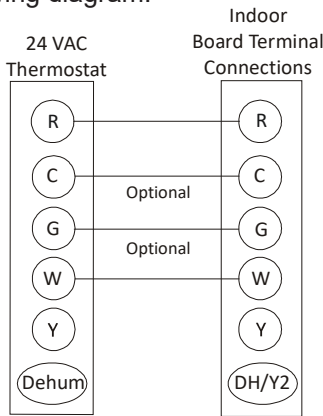 ing diagram.
24 VAC
Thermostat
Indoor
Board Terminal
Connections
R
R
C
C
Optional
G
G
Optional
W
W
Y
Y
Dehum
DH/Y2